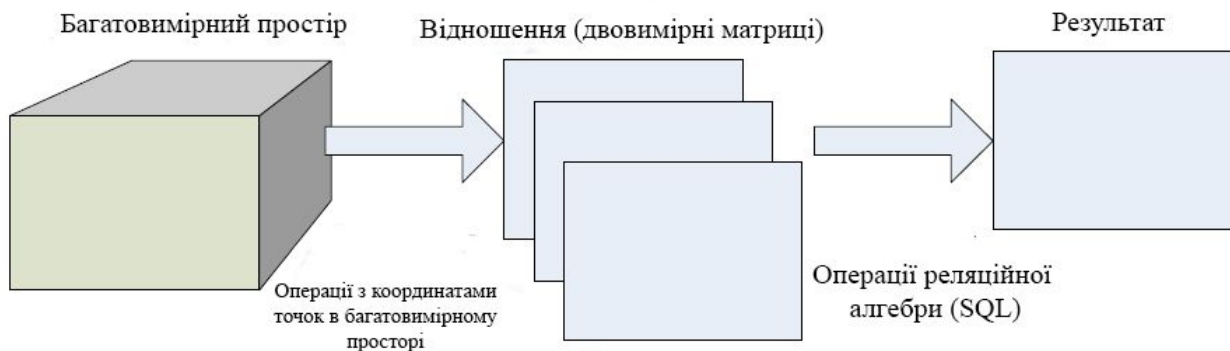 Багатовимірний простір
Відношення (двовимірні матриці)
Результат
Операції з координатами
точок в багатовимірному
просторі
Операції реляційної
алгебри (SQL)